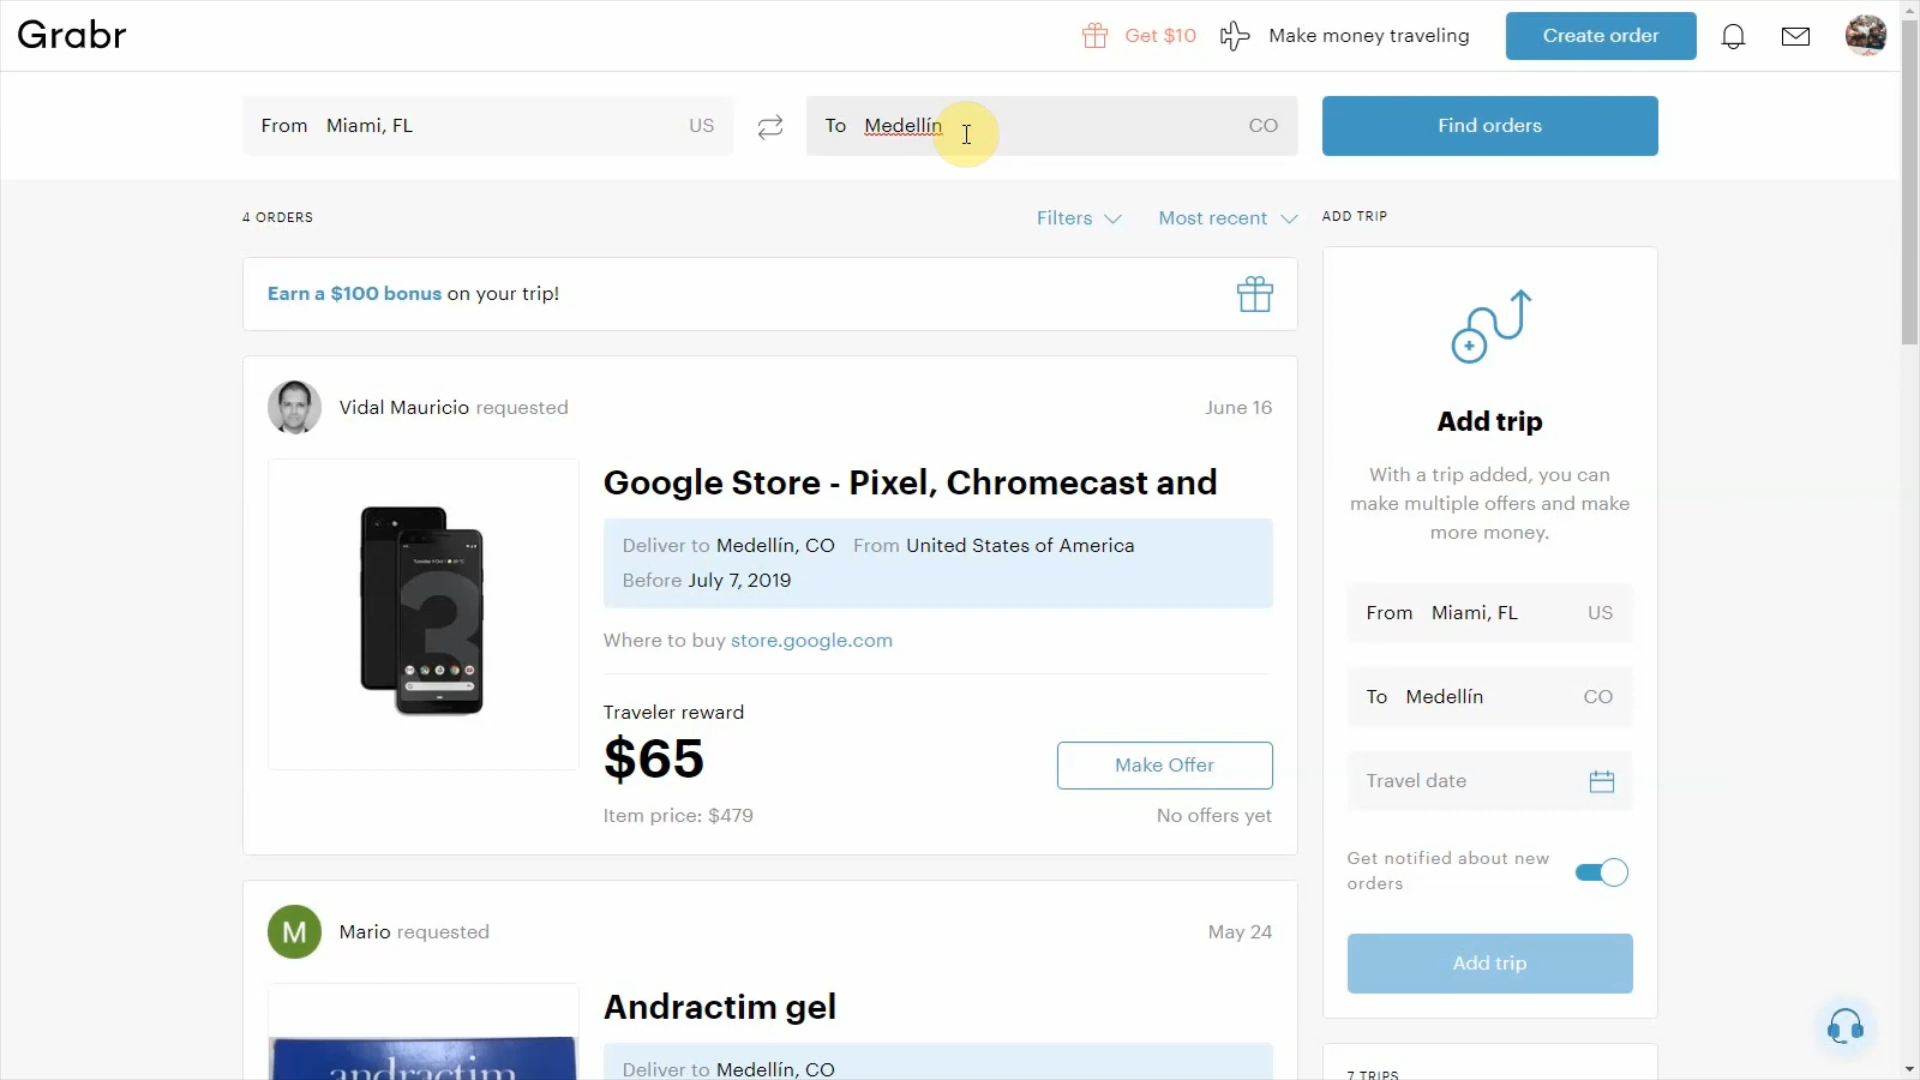 Grabr
Get $10
Make money traveling
Create order
From Miami, FL US
To Medellín CO
Find orders
4 ORDERS
Filters
Most recent
ADD TRIP
Earn a $100 bonus on your trip!
Vidal Mauricio requested
June 16
Google Store - Pixel, Chromecast and
Deliver to Medellín, CO From United States of America
Before July 7, 2019
Where to buy store.google.com
Traveler reward
$65
Make Offer
Item price: $479
No offers yet
Add trip
With a trip added, you can
make multiple offers and make
more money.
From Miami, FL US
To Medellín CO
Travel date
Get notified about new
orders
Add trip
M
Mario requested
May 24
Andractim gel
Deliver to Medellín, CO
andractim
7 TRIPS